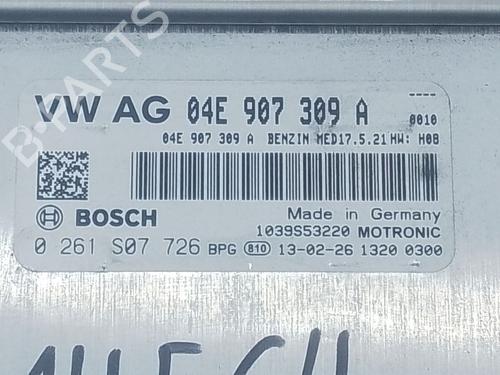 ----
VW AG 04E 907 309 A 0010
04E 907 309 A BENZIN MED17.5.21 HW: H08
Made in Germany
BOSCH 1039S53220 MOTRONIC
0 261 S07 726 BPG 810 13-02-26 1320 0300
B-PARTS